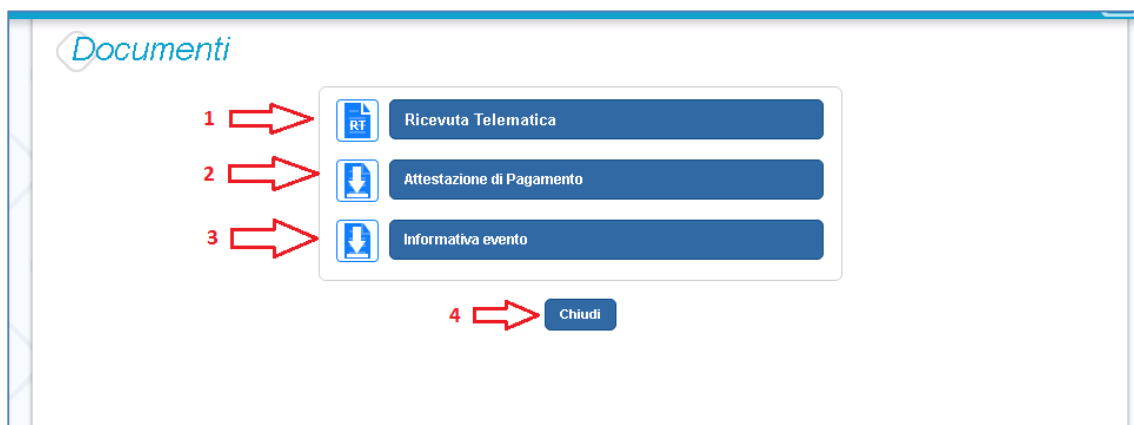 Documenti
1 RT Ricevuta Telematica
2 Attestazione di Pagamento
3 Informativa evento
4 Chiudi